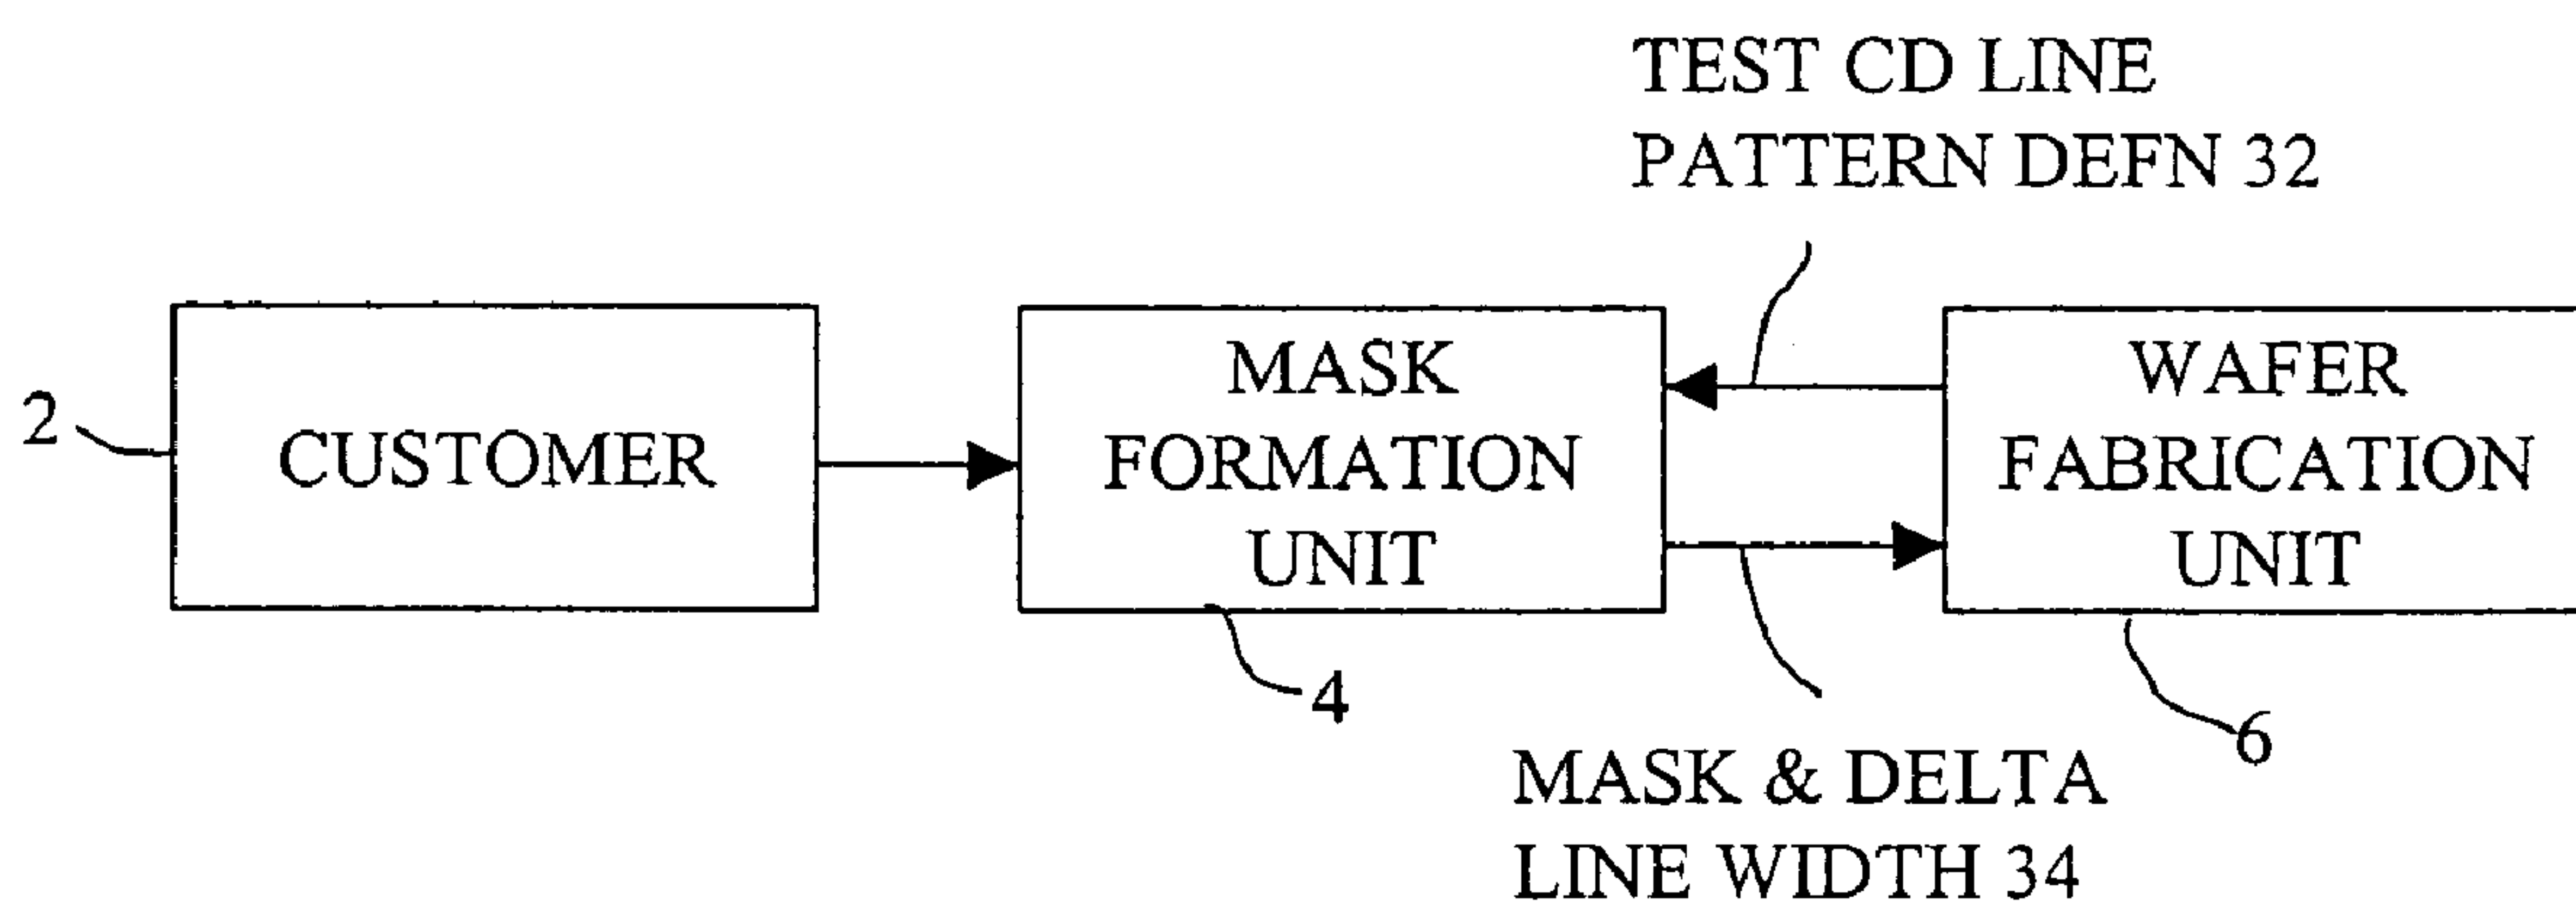 TEST CD LINE
PATTERN DEFN 32
2
CUSTOMER
MASK
FORMATION
UNIT
WAFER
FABRICATION
UNIT
4
6
MASK & DELTA
LINE WIDTH 34